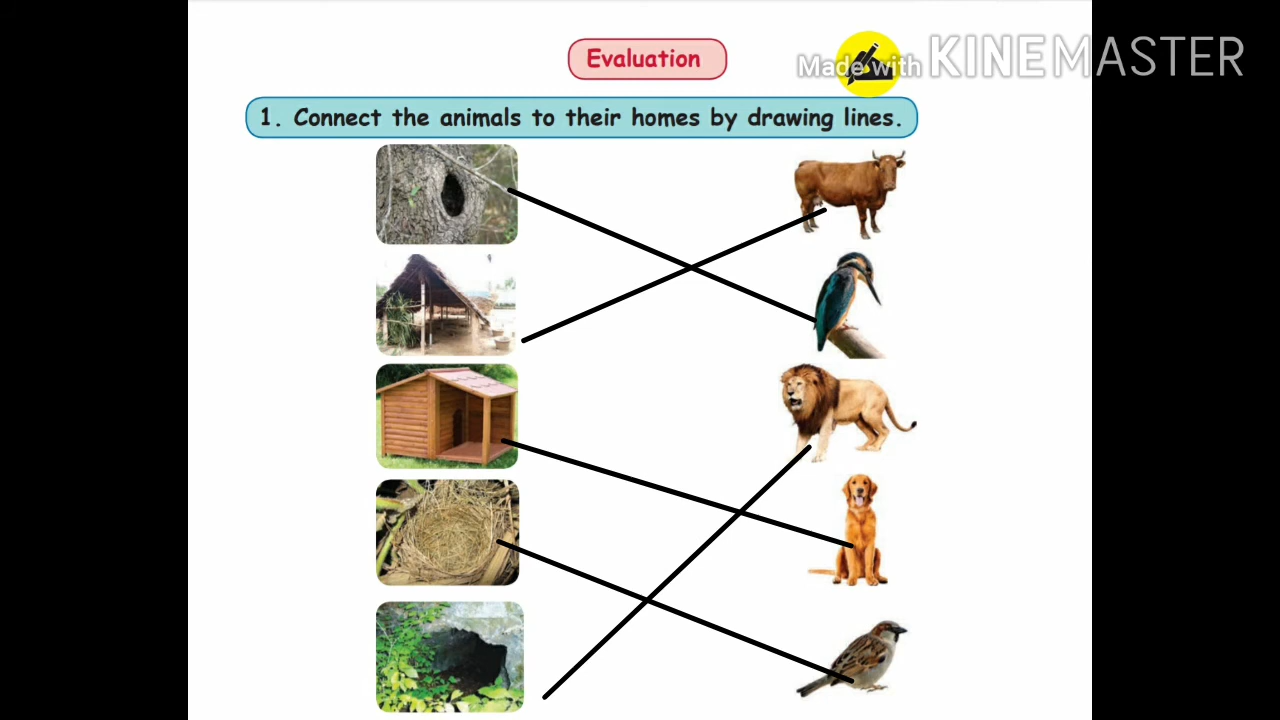 Evaluation
Made with KINEMASTER
1. Connect the animals to their homes by drawing lines.